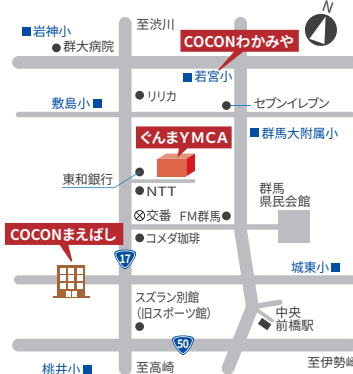 N
至渋川
岩神小
群大病院
COCONわかみや
若宮小
リリカ
敷島小
セブンイレブン
群馬大附属小
ぐんまYMCA
東和銀行
NTT
群馬
県民会館
交番
FM群馬
コメダ珈琲
COCONまえばし
17
城東小
スズラン別館
(旧スポーツ館)
中央
前橋駅
50
桃井小
至高崎
至伊勢崎